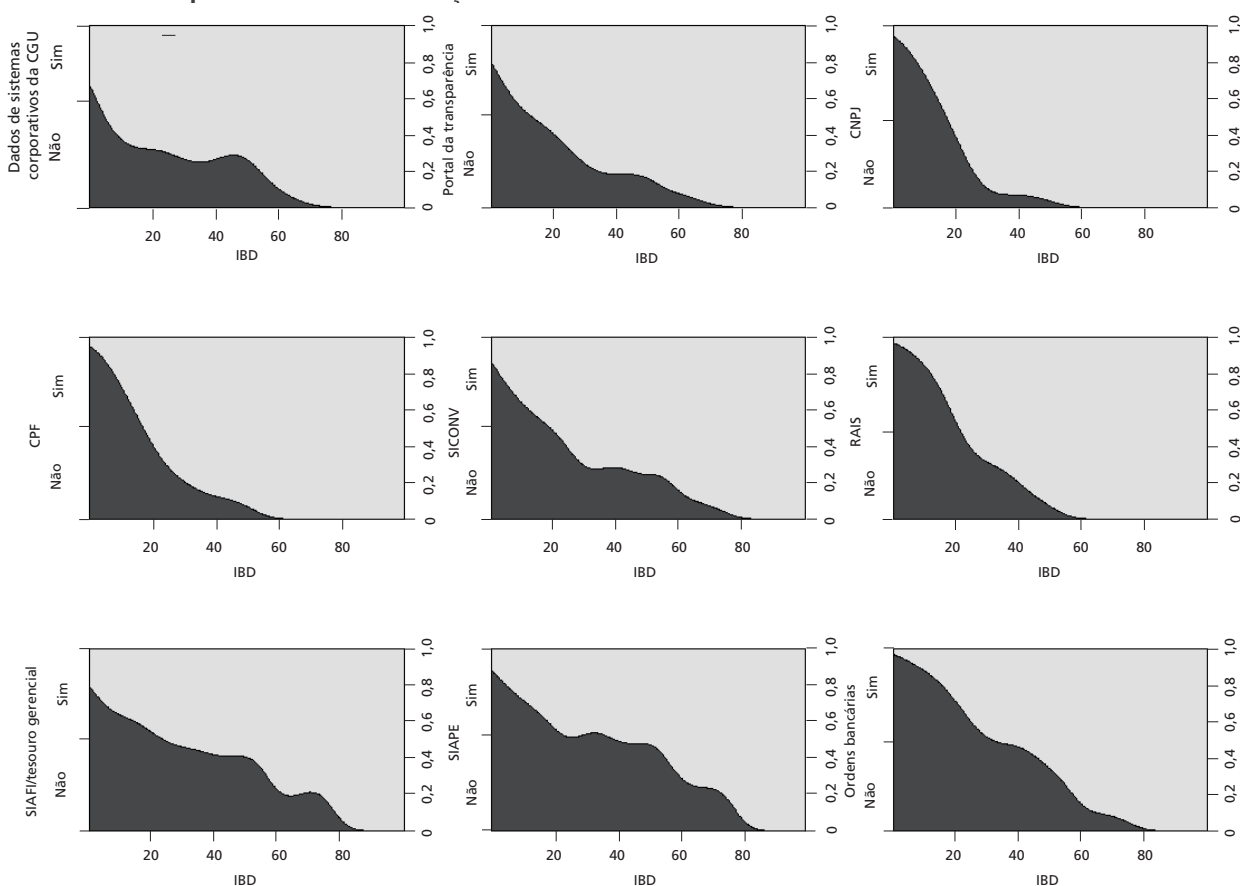 Dados de sistemas
corporativos da CGU
Não Sim
0 0,2 0,4 0,6 0,8 1,0
20 40 60 80
IBD
Portal da transparência
Não Sim
0 0,2 0,4 0,6 0,8 1,0
20 40 60 80
IBD
CNPJ
Não Sim
0 0,2 0,4 0,6 0,8 1,0
20 40 60 80
IBD
CPF
Não Sim
0 0,2 0,4 0,6 0,8 1,0
20 40 60 80
IBD
SICONV
Não Sim
0 0,2 0,4 0,6 0,8 1,0
20 40 60 80
IBD
RAIS
Não Sim
0 0,2 0,4 0,6 0,8 1,0
20 40 60 80
IBD
SIAFI/tesouro gerencial
Não Sim
0 0,2 0,4 0,6 0,8 1,0
20 40 60 80
IBD
SIAPE
Não Sim
0 0,2 0,4 0,6 0,8 1,0
20 40 60 80
IBD
Ordens bancárias
Não Sim
0 0,2 0,4 0,6 0,8 1,0
20 40 60 80
IBD